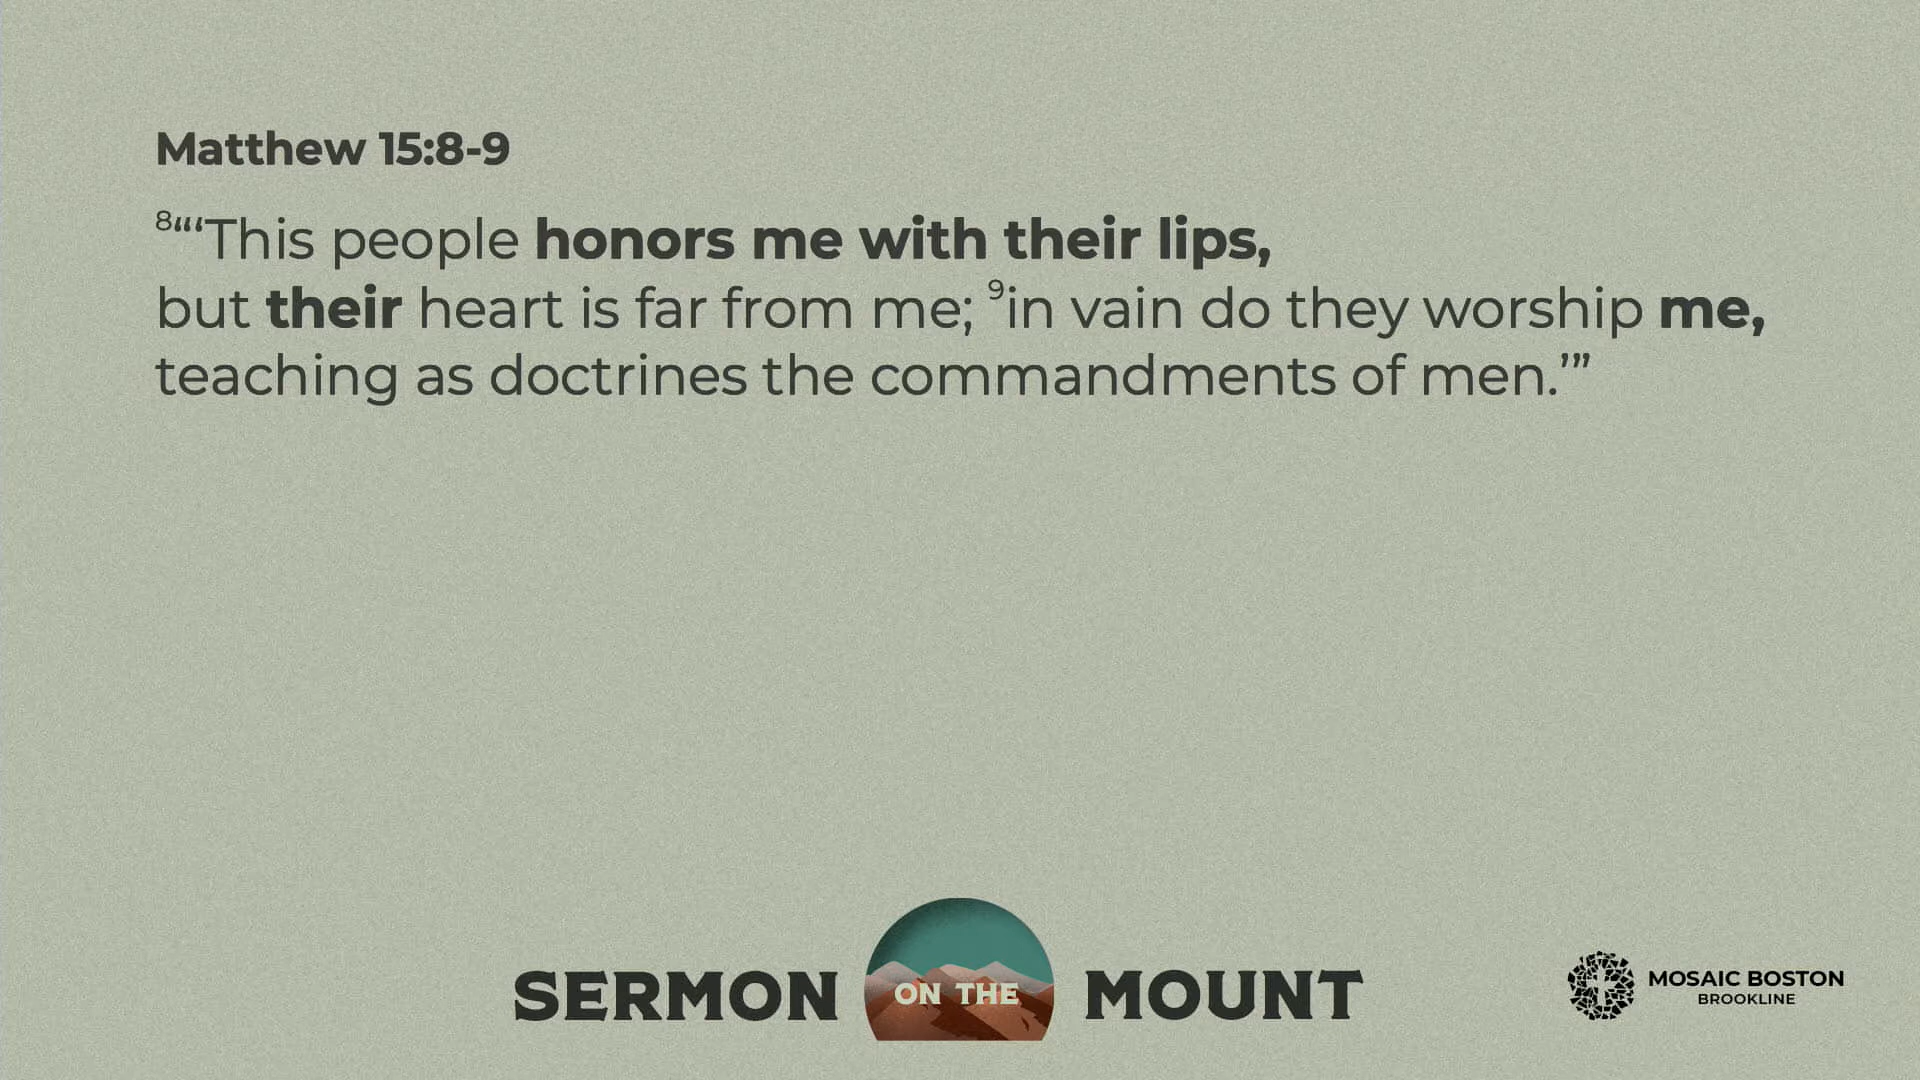 Matthew 15:8-9
8“‘This people honors me with their lips,
but their heart is far from me; 9in vain do they worship me,
teaching as doctrines the commandments of men.’”
SERMON ON THE MOUNT
MOSAIC BOSTON
BROOKLINE